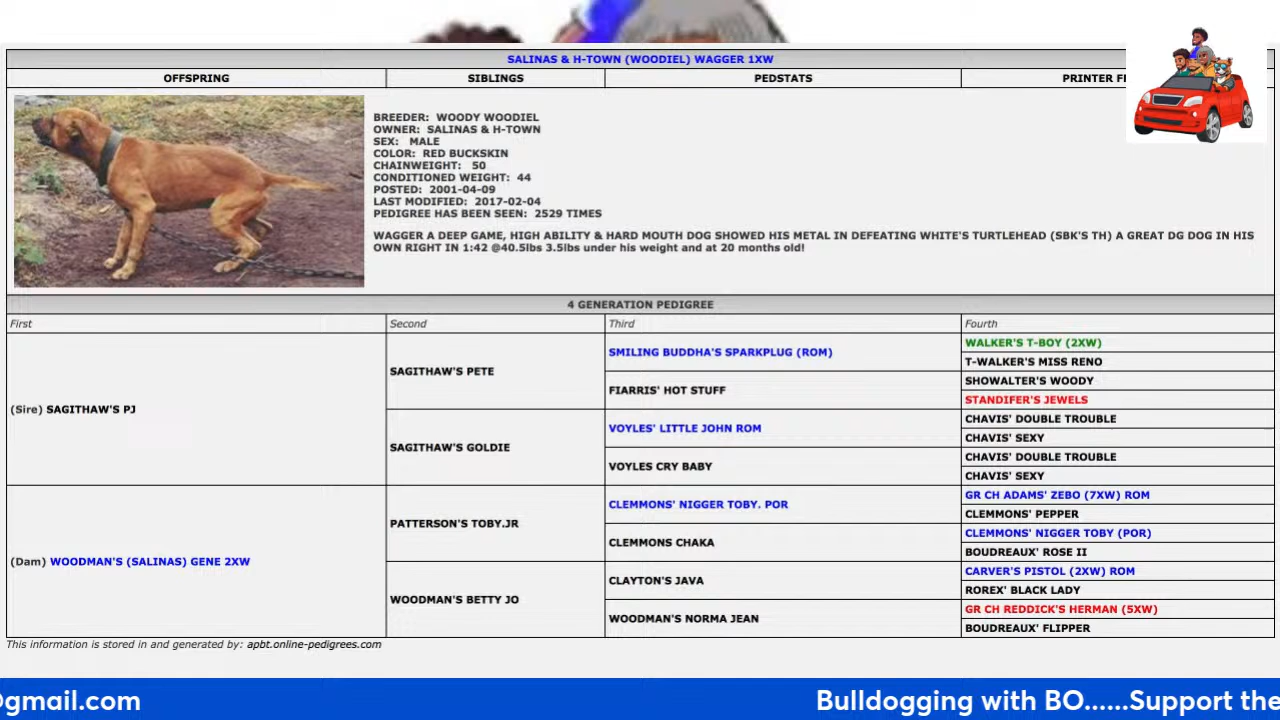 SALINAS & H-TOWN (WOODIEL) WAGGER 1XW
OFFSPRING SIBLINGS PEDSTATS PRINTER
BREEDER: WOODY WOODIEL
OWNER: SALINAS & H-TOWN
SEX: MALE
COLOR: RED BUCKSKIN
CHAINWEIGHT: 50
CONDITIONED WEIGHT: 44
POSTED: 2001-04-09
LAST MODIFIED: 2017-02-04
PEDIGREE HAS BEEN SEEN: 2529 TIMES
WAGGER A DEEP GAME, HIGH ABILITY & HARD MOUTH DOG SHOWED HIS METAL IN DEFEATING WHITE'S TURTLEHEAD (SBK'S TH) A GREAT DG DOG IN HIS
OWN RIGHT IN 1:42 @40.5lbs 3.5lbs under his weight and at 20 months old!
4 GENERATION PEDIGREE
First Second Third Fourth
(Sire) SAGITHAW'S PJ
SAGITHAW'S PETE
SMILING BUDDHA'S SPARKPLUG (ROM)
WALKER'S T-BOY (2XW)
T-WALKER'S MISS RENO
FIARRIS' HOT STUFF
SHOWALTER'S WOODY
STANDIFER'S JEWELS
SAGITHAW'S GOLDIE
VOYLES' LITTLE JOHN ROM
CHAVIS' DOUBLE TROUBLE
CHAVIS' SEXY
VOYLES CRY BABY
CHAVIS' DOUBLE TROUBLE
CHAVIS' SEXY
(Dam) WOODMAN'S (SALINAS) GENE 2XW
PATTERSON'S TOBY.JR
CLEMMONS' NIGGER TOBY. POR
GR CH ADAMS' ZEBO (7XW) ROM
CLEMMONS' PEPPER
CLEMMONS CHAKA
CLEMMONS' NIGGER TOBY (POR)
BOUDREAUX' ROSE II
WOODMAN'S BETTY JO
CLAYTON'S JAVA
CARVER'S PISTOL (2XW) ROM
ROREX' BLACK LADY
WOODMAN'S NORMA JEAN
GR CH REDDICK'S HERMAN (5XW)
BOUDREAUX' FLIPPER
This information is stored in and generated by: apbt.online-pedigrees.com
@gmail.com Bulldogging with BO......Support the